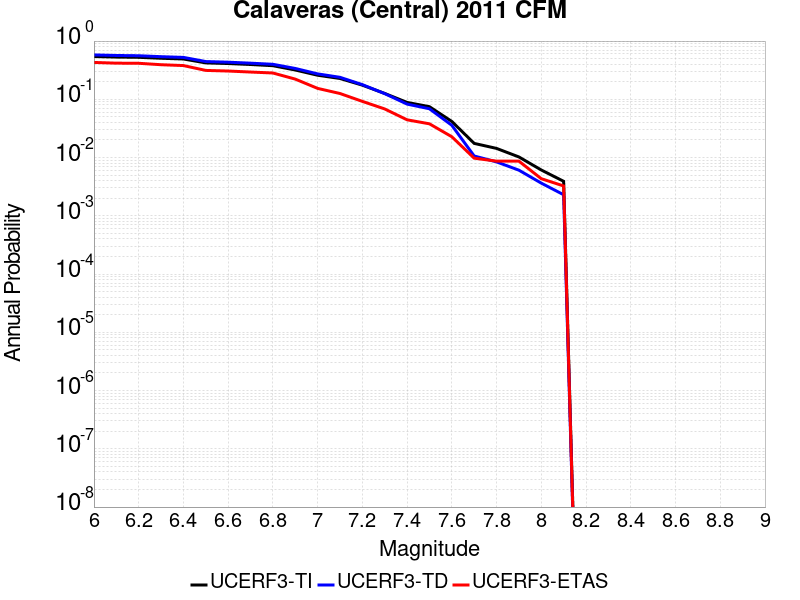 Calaveras (Central) 2011 CFM
10^0
10^-1
10^-2
10^-3
10^-4
10^-5
10^-6
10^-7
10^-8
Annual Probability
6 6.2 6.4 6.6 6.8 7 7.2 7.4 7.6 7.8 8 8.2 8.4 8.6 8.8 9
Magnitude
UCERF3-TI UCERF3-TD UCERF3-ETAS